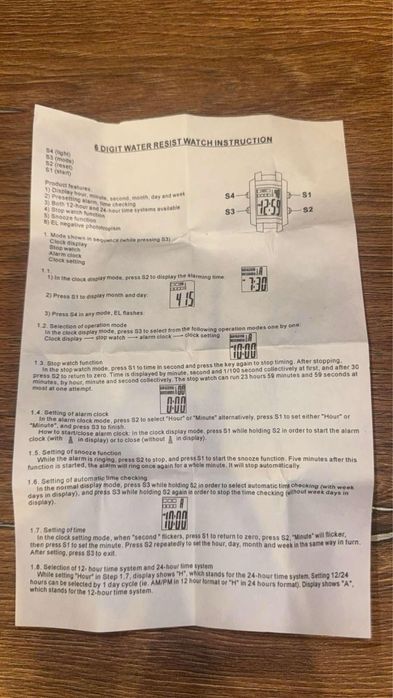 6 DIGIT WATER RESIST WATCH INSTRUCTION
S4 (light)
S3 (mode)
S2 (reset)
S1 (start)
Product features
1) Display hour, minute, second, month, day and week
2) Presetting alarm, time checking
3) Both 12-hour and 24-hour time systems available
4) Stop watch function
5) Snooze function
6) EL negative phototropism
S4
S1
S3
S2
12:59
1. Mode shown in sequence (while pressing S3)
Clock display
Stop watch
Alarm clock
Clock setting
1.1.
1) In the clock display mode, press S2 to display the alarming time:
7:30
2) Press S1 to display month and day:
4 15
3) Press S4 in any mode, EL flashes.
1.2. Selection of operation mode
In the clock display mode, press S3 to select from the following operation modes one by one:
Clock display → stop watch → alarm clock → clock setting
10:00
1.3. Stop watch function
In the stop watch mode, press S1 to time in second and press the key again to stop timing. After stopping,
press S2 to return to zero. Time is displayed by minute, second and 1/100 second collectively at first, and after 30
minutes, by hour, minute and second collectively. The stop watch can run 23 hours 59 minutes and 59 seconds at
most at one attempt.
0:00
1.4. Setting of alarm clock
In the alarm clock mode, press S2 to select "Hour" or "Minute" alternatively, press S1 to set either "Hour" or
"Minute", and press S3 to finish.
How to start/close alarm clock: in the clock display mode, press S1 while holding S2 in order to start the alarm
clock (with in display) or to close (without in display).
1.5. Setting of snooze function
While the alarm is ringing, press S2 to stop, and press S1 to start the snooze function. Five minutes after this
function is started, the alarm will ring once again for a whole minute. It will stop automatically.
1.6. Setting of automatic time checking
In the normal display mode, press S3 while holding S2 in order to select automatic time checking (with week
days in display), and press S3 while holding S2 again in order to stop the time checking (without week days in
display).
10:00
1.7. Setting of time
In the clock setting mode, when "second" flickers, press S1 to return to zero, press S2, "Minute" will flicker,
then press S1 to set the minute. Press S2 repeatedly to set the hour, day, month and week in the same way in turn.
After setting, press S3 to exit.
1.8. Selection of 12- hour time system and 24-hour time system
While setting "Hour" in Step 1.7, display shows "H", which stands for the 24-hour time system. Setting 12/24
hours can be selected by 1 day cycle (ie. AM/PM in 12 hour format or "H" in 24 hours format). Display shows "A",
which stands for the 12-hour time system.